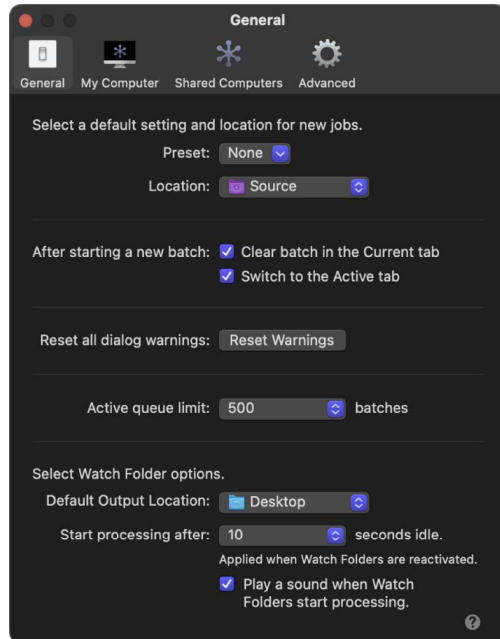 General
General My Computer Shared Computers Advanced
Select a default setting and location for new jobs.
Preset: None
Location: Source
After starting a new batch: Clear batch in the Current tab
Switch to the Active tab
Reset all dialog warnings: Reset Warnings
Active queue limit: 500 batches
Select Watch Folder options.
Default Output Location: Desktop
Start processing after: 10 seconds idle.
Applied when Watch Folders are reactivated.
Play a sound when Watch
Folders start processing.
?